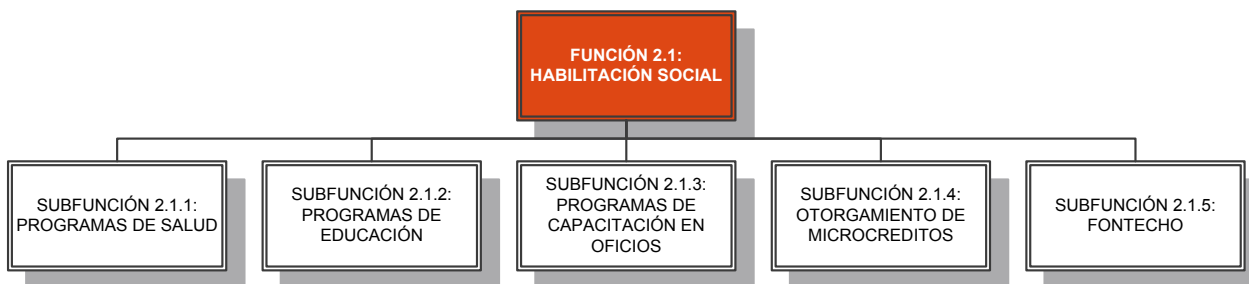 FUNCIÓN 2.1:
HABILITACIÓN SOCIAL
SUBFUNCIÓN 2.1.1:
PROGRAMAS DE SALUD
SUBFUNCIÓN 2.1.2:
PROGRAMAS DE
EDUCACIÓN
SUBFUNCIÓN 2.1.3:
PROGRAMAS DE
CAPACITACIÓN EN
OFICIOS
SUBFUNCIÓN 2.1.4:
OTORGAMIENTO DE
MICROCREDITOS
SUBFUNCIÓN 2.1.5:
FONTECHO